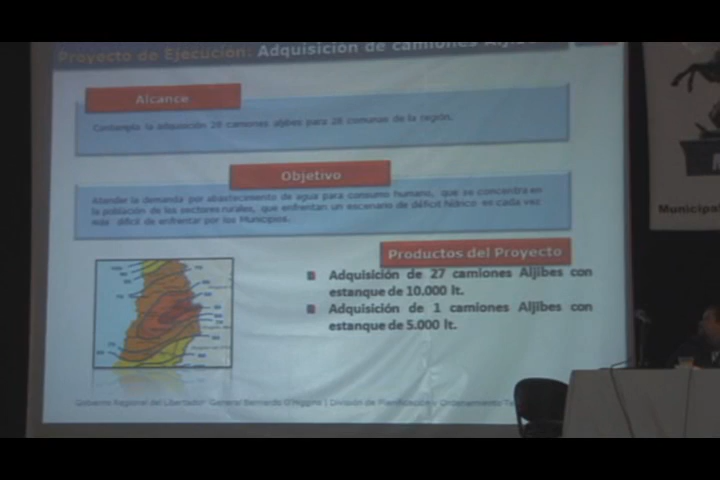 Proyecto de Ejecución: Adquisición de camiones Aljibe
Alcance
Contempla la adquisición 28 camiones aljibes para 28 comunas de la región.
Objetivo
Atender la demanda por abastecimiento de agua para consumo humano, que se concentra en
la población de los sectores rurales, que enfrentan un escenario de déficit hídrico es cada vez
más difícil de enfrentar por los Municipios.
Productos del Proyecto
Adquisición de 27 camiones Aljibes con
estanque de 10.000 lt.
Adquisición de 1 camiones Aljibes con
estanque de 5.000 lt.
Gobierno Regional del Libertador General Bernardo O'Higgins | División de Planificación y Ordenamiento
Municipa